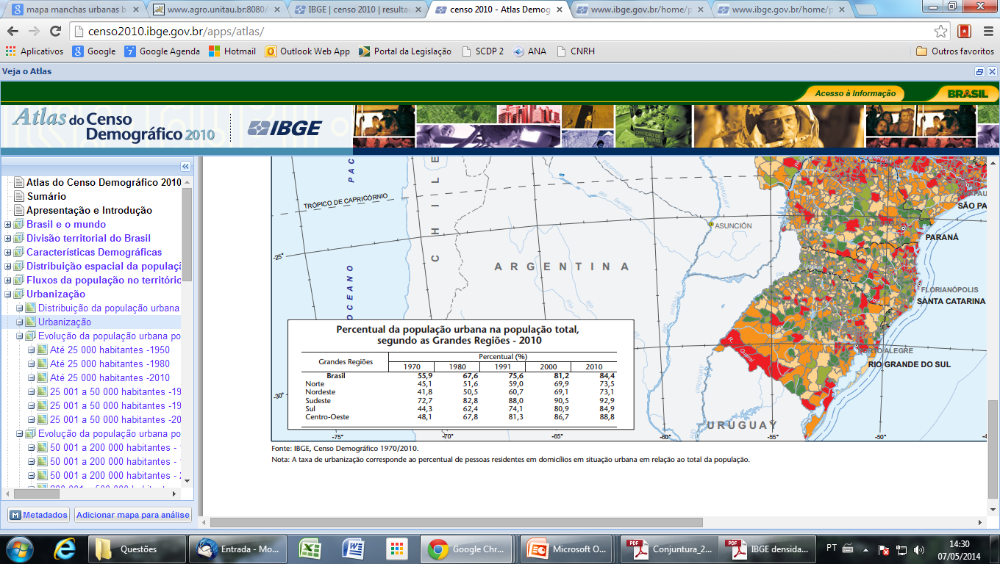 mapa manchas urbanas b
www.agro.unitau.br:8080/
IBGE | censo 2010 | resulta
censo 2010 - Atlas Demog
www.ibge.gov.br/home/p
www.ibge.gov.br/home/p
censo2010.ibge.gov.br/apps/atlas/
Aplicativos Google Google Agenda Hotmail Outlook Web App Portal da Legislação SCDP 2 ANA CNRH Outros favoritos
Veja o Atlas
Acesso à Informação BRASIL
Atlas do Censo
Demográfico 2010
IBGE
Atlas do Censo Demográfico 2010
Sumário
Apresentação e Introdução
Brasil e o mundo
Divisão territorial do Brasil
Características Demográficas
Distribuição espacial da populaçã
Fluxos da população no território
Urbanização
Distribuição da população urbana
Urbanização
Evolução da população urbana po
Até 25 000 habitantes -1950
Até 25 000 habitantes -1980
Até 25 000 habitantes -2010
25 001 a 50 000 habitantes -19
25 001 a 50 000 habitantes -19
25 001 a 50 000 habitantes -20
Evolução da população urbana po
50 001 a 200 000 habitantes -
50 001 a 200 000 habitantes -
50 001 a 200 000 habitantes - 2
Metadados Adicionar mapa para análise
TRÓPICO DE CAPRICÓRNIO
OCEANO PAC
CHILE
ARGENTINA
PARAGUAY
ASUNCIÓN
PARANÁ
URUGUAY
URUGUAY
SÃO PA
CURITIBA
PARANÁ
FLORIANÓPOLIS
SANTA CATARINA
PORTO ALEGRE
RIO GRANDE DO SUL
-25°
-30°
-75° -70° -65° -60° -55° -50°
Percentual da população urbana na população total,
segundo as Grandes Regiões - 2010
Grandes Regiões Percentual (%)
1970 1980 1991 2000 2010
Brasil 55,9 67,6 75,6 81,2 84,4
Norte 45,1 51,6 59,0 69,9 73,5
Nordeste 41,8 50,5 60,7 69,1 73,1
Sudeste 72,7 82,8 88,0 90,5 92,9
Sul 44,3 62,4 74,1 80,9 84,9
Centro-Oeste 48,1 67,8 81,3 86,7 88,8
Fonte: IBGE, Censo Demográfico 1970/2010.
Nota: A taxa de urbanização corresponde ao percentual de pessoas residentes em domicílios em situação urbana em relação ao total da população.
Questões
Entrada - Mo...
Google Chr...
Microsoft O...
Conjuntura_2...
IBGE densida...
PT
14:30
07/05/2014